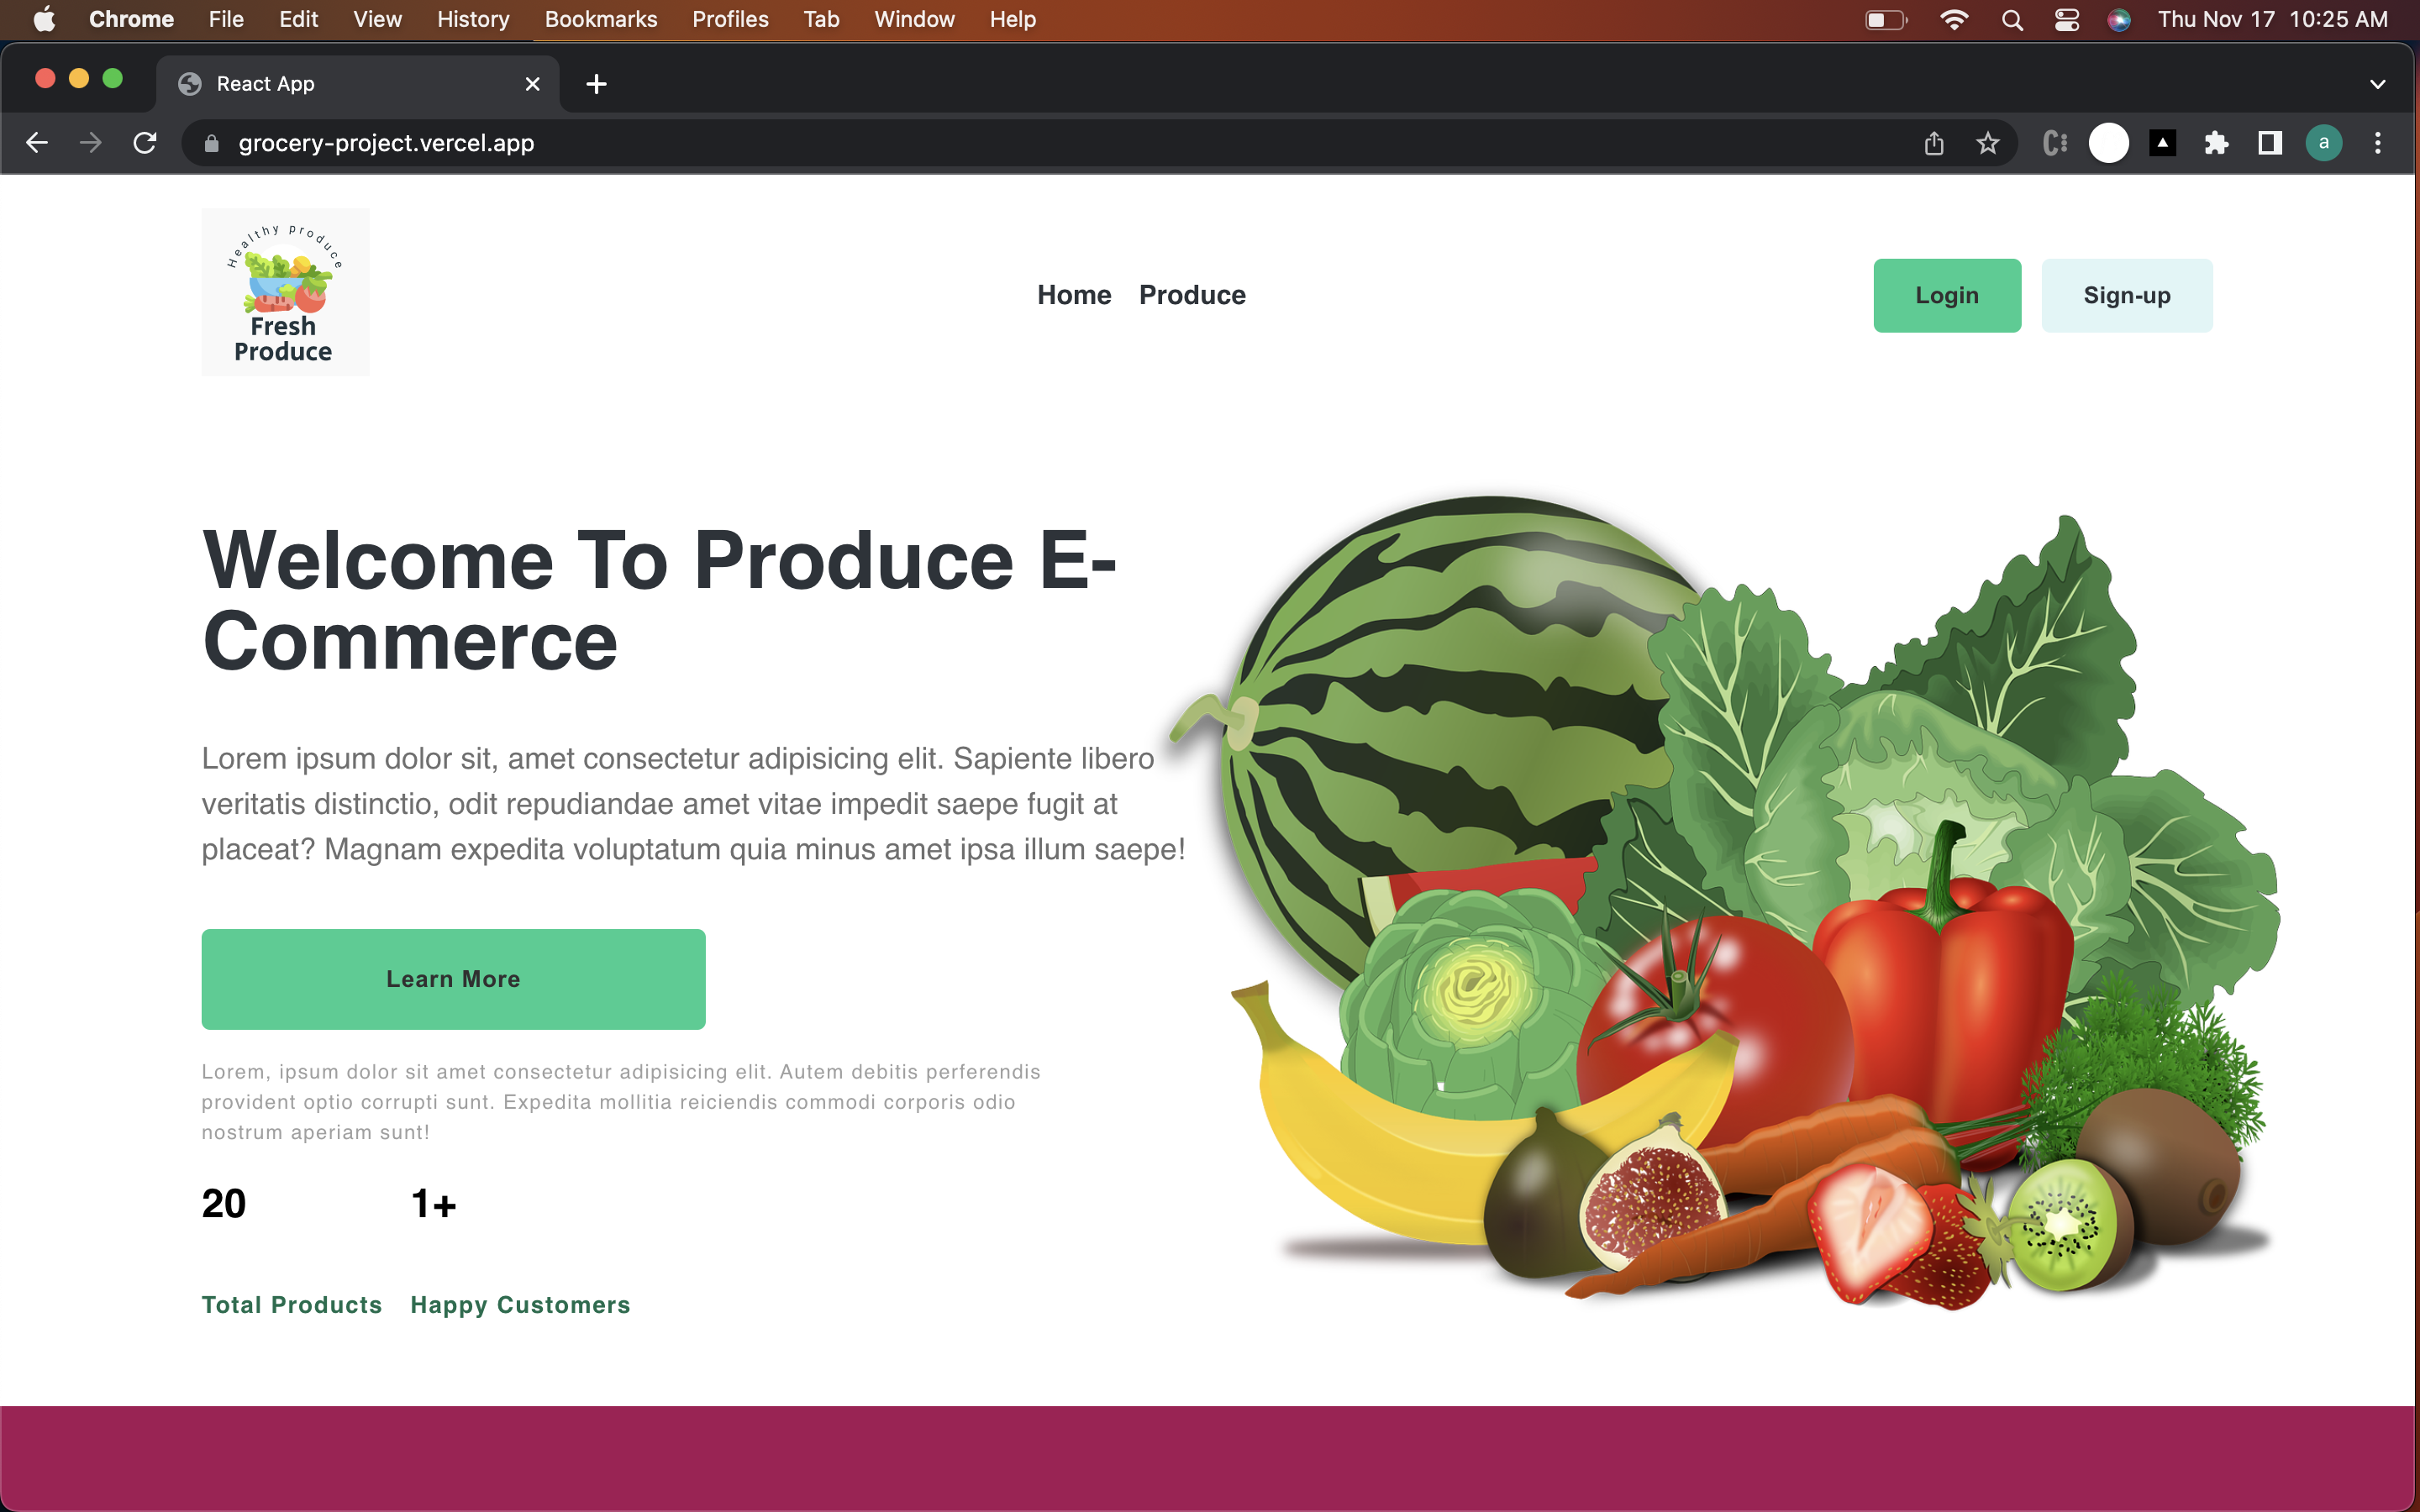 Chrome File Edit View History Bookmarks Profiles Tab Window Help Thu Nov 17 10:25 AM
React App
grocery-project.vercel.app
a
Healthy produce
Fresh
Produce
Home Produce
Login Sign-up
Welcome To Produce E-
Commerce
Lorem ipsum dolor sit, amet consectetur adipisicing elit. Sapiente libero
veritatis distinctio, odit repudiandae amet vitae impedit saepe fugit at
placeat? Magnam expedita voluptatum quia minus amet ipsa illum saepe!
Learn More
Lorem, ipsum dolor sit amet consectetur adipisicing elit. Autem debitis perferendis
provident optio corrupti sunt. Expedita mollitia reiciendis commodi corporis odio
nostrum aperiam sunt!
20 1+
Total Products Happy Customers